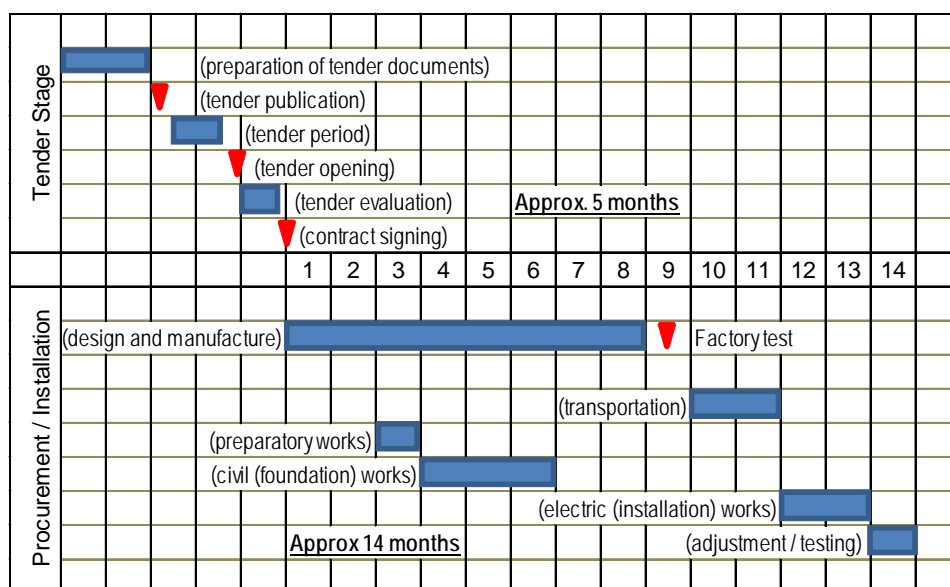 Tender Stage
(preparation of tender documents)
(tender publication)
(tender period)
(tender opening)
(tender evaluation)
Approx. 5 months
(contract signing)
1 2 3 4 5 6 7 8 9 10 11 12 13 14
Procurement / Installation
(design and manufacture)
Factory test
(transportation)
(preparatory works)
(civil (foundation) works)
(electric (installation) works)
Approx 14 months
(adjustment / testing)